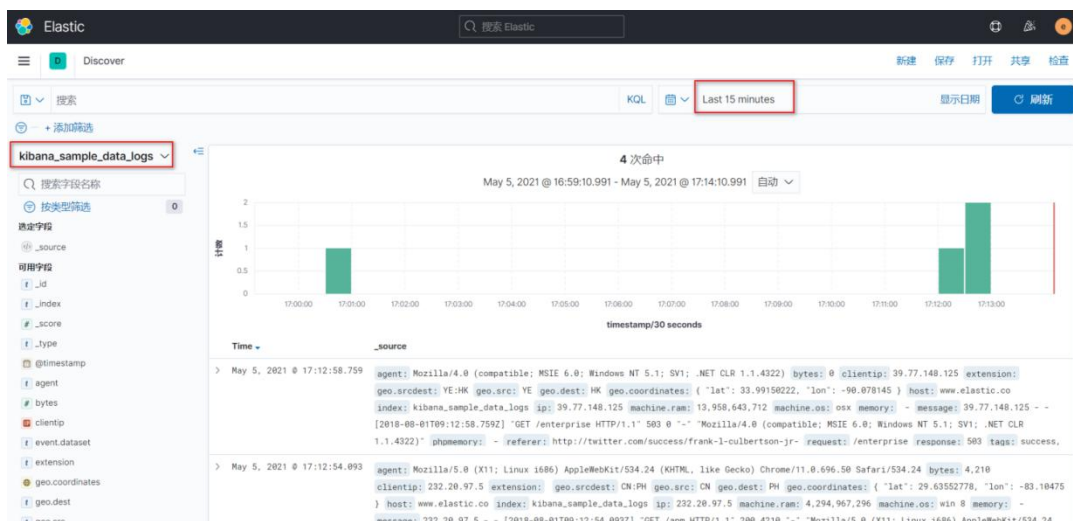 Elastic
搜索 Elastic
e
D Discover
新建 保存 打开 共享 检查
搜索
KQL
Last 15 minutes
显示日期
刷新
+ 添加筛选
kibana_sample_data_logs
搜索字段名称
按类型筛选 0
选定字段
</> _source
可用字段
t _id
t _index
# _score
t _type
@timestamp
t agent
# bytes
clientip
t event.dataset
t extension
geo.coordinates
t geo.dest
4 次命中
May 5, 2021 @ 16:59:10.991 - May 5, 2021 @ 17:14:10.991 自动
计数
2
1.5
1
0.5
0
17:00:00 17:01:00 17:02:00 17:03:00 17:04:00 17:05:00 17:06:00 17:07:00 17:08:00 17:09:00 17:10:00 17:11:00 17:12:00 17:13:00
timestamp/30 seconds
Time _source
May 5, 2021 @ 17:12:58.759 agent: Mozilla/4.0 (compatible; MSIE 6.0; Windows NT 5.1; SV1; .NET CLR 1.1.4322) bytes: 0 clientip: 39.77.148.125 extension:
geo.srcdest: YE:HK geo.src: YE geo.dest: HK geo.coordinates: { "lat": 33.99150222, "lon": -90.078145 } host: www.elastic.co
index: kibana_sample_data_logs ip: 39.77.148.125 machine.ram: 13,958,643,712 machine.os: osx memory: - message: 39.77.148.125 - -
[2018-08-01T09:12:58.759Z] "GET /enterprise HTTP/1.1" 503 0 "-" "Mozilla/4.0 (compatible; MSIE 6.0; Windows NT 5.1; SV1; .NET CLR
1.1.4322)" phpmemory: - referer: http://twitter.com/success/frank-l-culbertson-jr- request: /enterprise response: 503 tags: success,
May 5, 2021 @ 17:12:54.093 agent: Mozilla/5.0 (X11; Linux i686) AppleWebKit/534.24 (KHTML, like Gecko) Chrome/11.0.696.50 Safari/534.24 bytes: 4,210
clientip: 232.20.97.5 extension: geo.srcdest: CN:PH geo.src: CN geo.dest: PH geo.coordinates: { "lat": 29.63552778, "lon": -83.10475
} host: www.elastic.co index: kibana_sample_data_logs ip: 232.20.97.5 machine.ram: 4,294,967,296 machine.os: win 8 memory: -